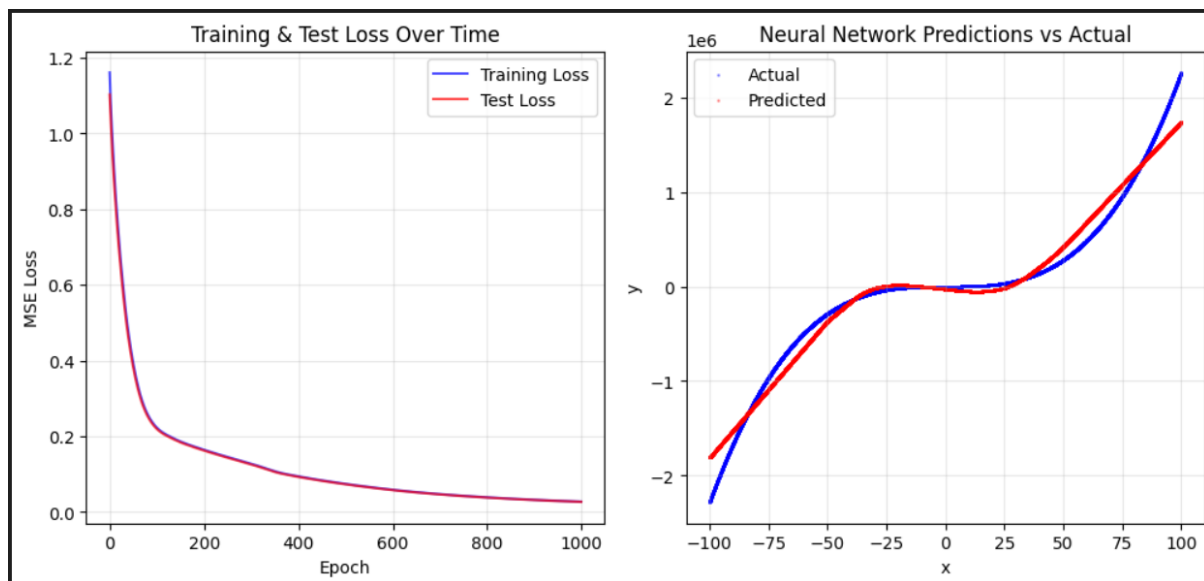 Training & Test Loss Over Time
1.2
1.0
0.8
0.6
0.4
0.2
0.0
MSE Loss
Training Loss
Test Loss
0
200
400
600
800
1000
Epoch
Neural Network Predictions vs Actual
1e6
2
1
0
−1
−2
y
Actual
Predicted
−100
−75
−50
−25
0
25
50
75
100
x